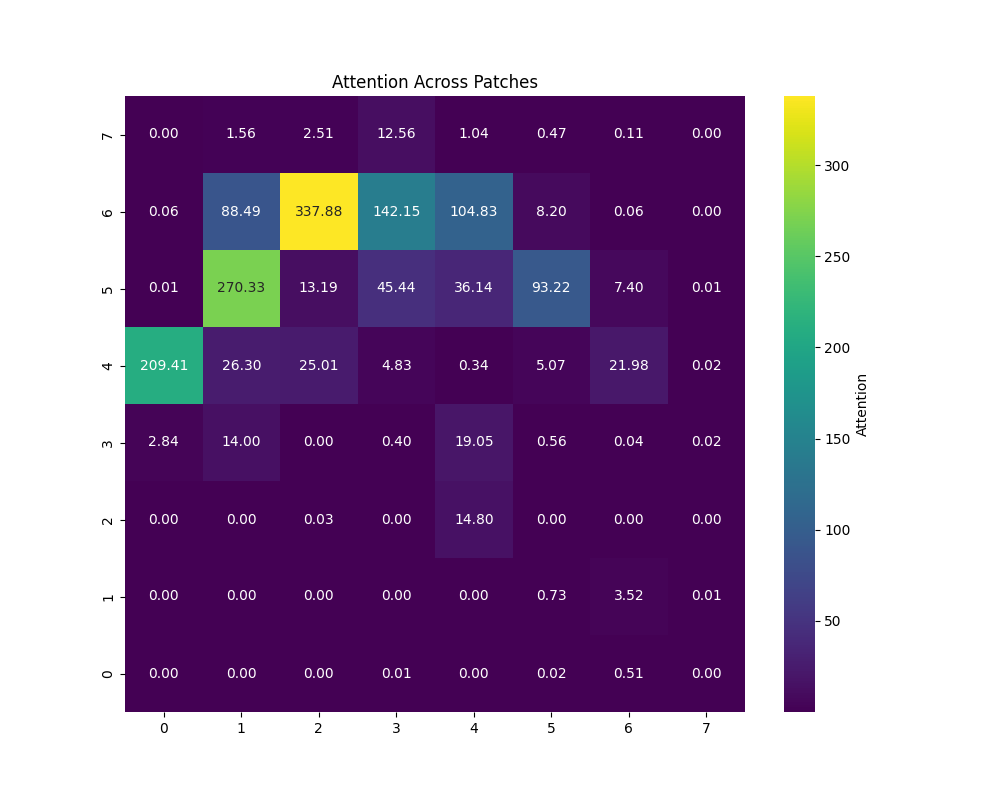 Attention Across Patches
7 0.00 1.56 2.51 12.56 1.04 0.47 0.11 0.00
6 0.06 88.49 337.88 142.15 104.83 8.20 0.06 0.00
5 0.01 270.33 13.19 45.44 36.14 93.22 7.40 0.01
4 209.41 26.30 25.01 4.83 0.34 5.07 21.98 0.02
3 2.84 14.00 0.00 0.40 19.05 0.56 0.04 0.02
2 0.00 0.00 0.03 0.00 14.80 0.00 0.00 0.00
1 0.00 0.00 0.00 0.00 0.00 0.73 3.52 0.01
0 0.00 0.00 0.00 0.01 0.00 0.02 0.51 0.00
0 1 2 3 4 5 6 7
300
250
200
150
100
50
Attention